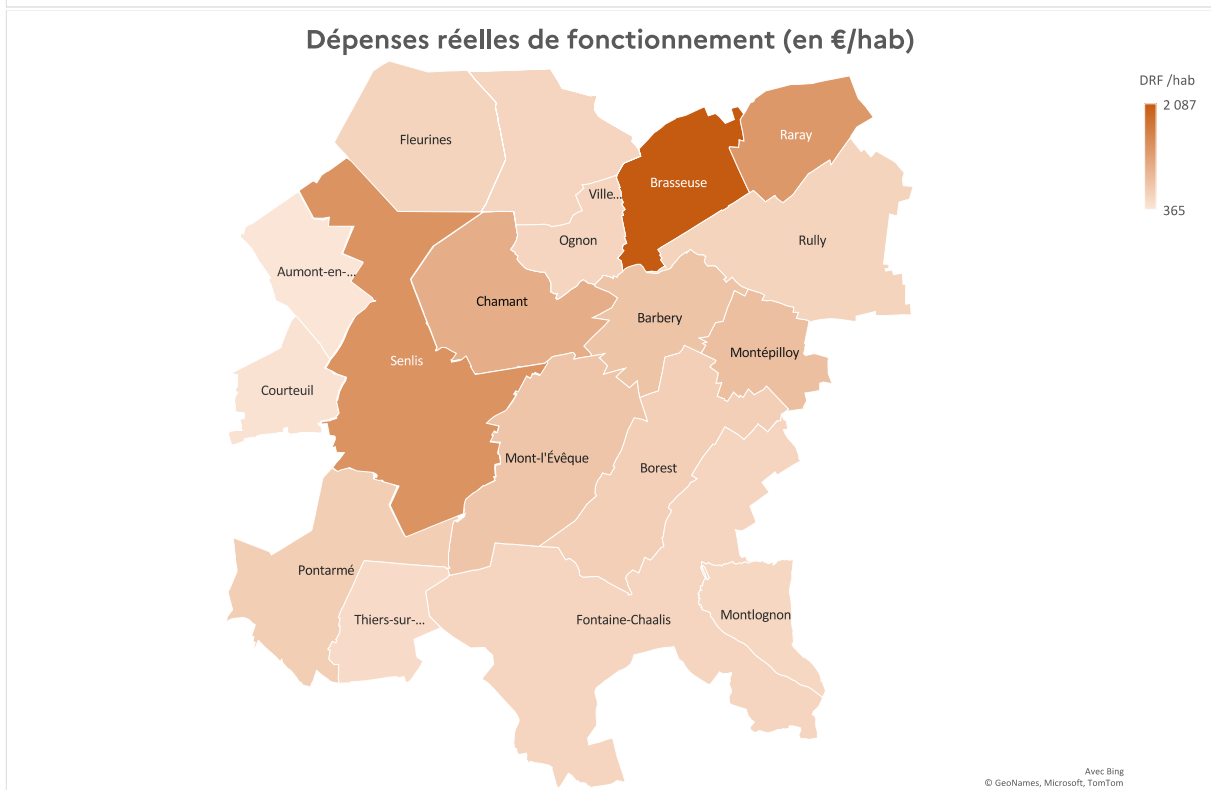 Dépenses réelles de fonctionnement (en €/hab)
DRF /hab
2 087
365
Fleurines
Raray
Brasseuse
Ville...
Ognon
Rully
Aumont-en-...
Chamant
Barbery
Montépilloy
Senlis
Courteuil
Mont-l'Évêque
Borest
Pontarmé
Thiers-sur-...
Fontaine-Chaalis
Montlognon
Avec Bing
© GeoNames, Microsoft, TomTom